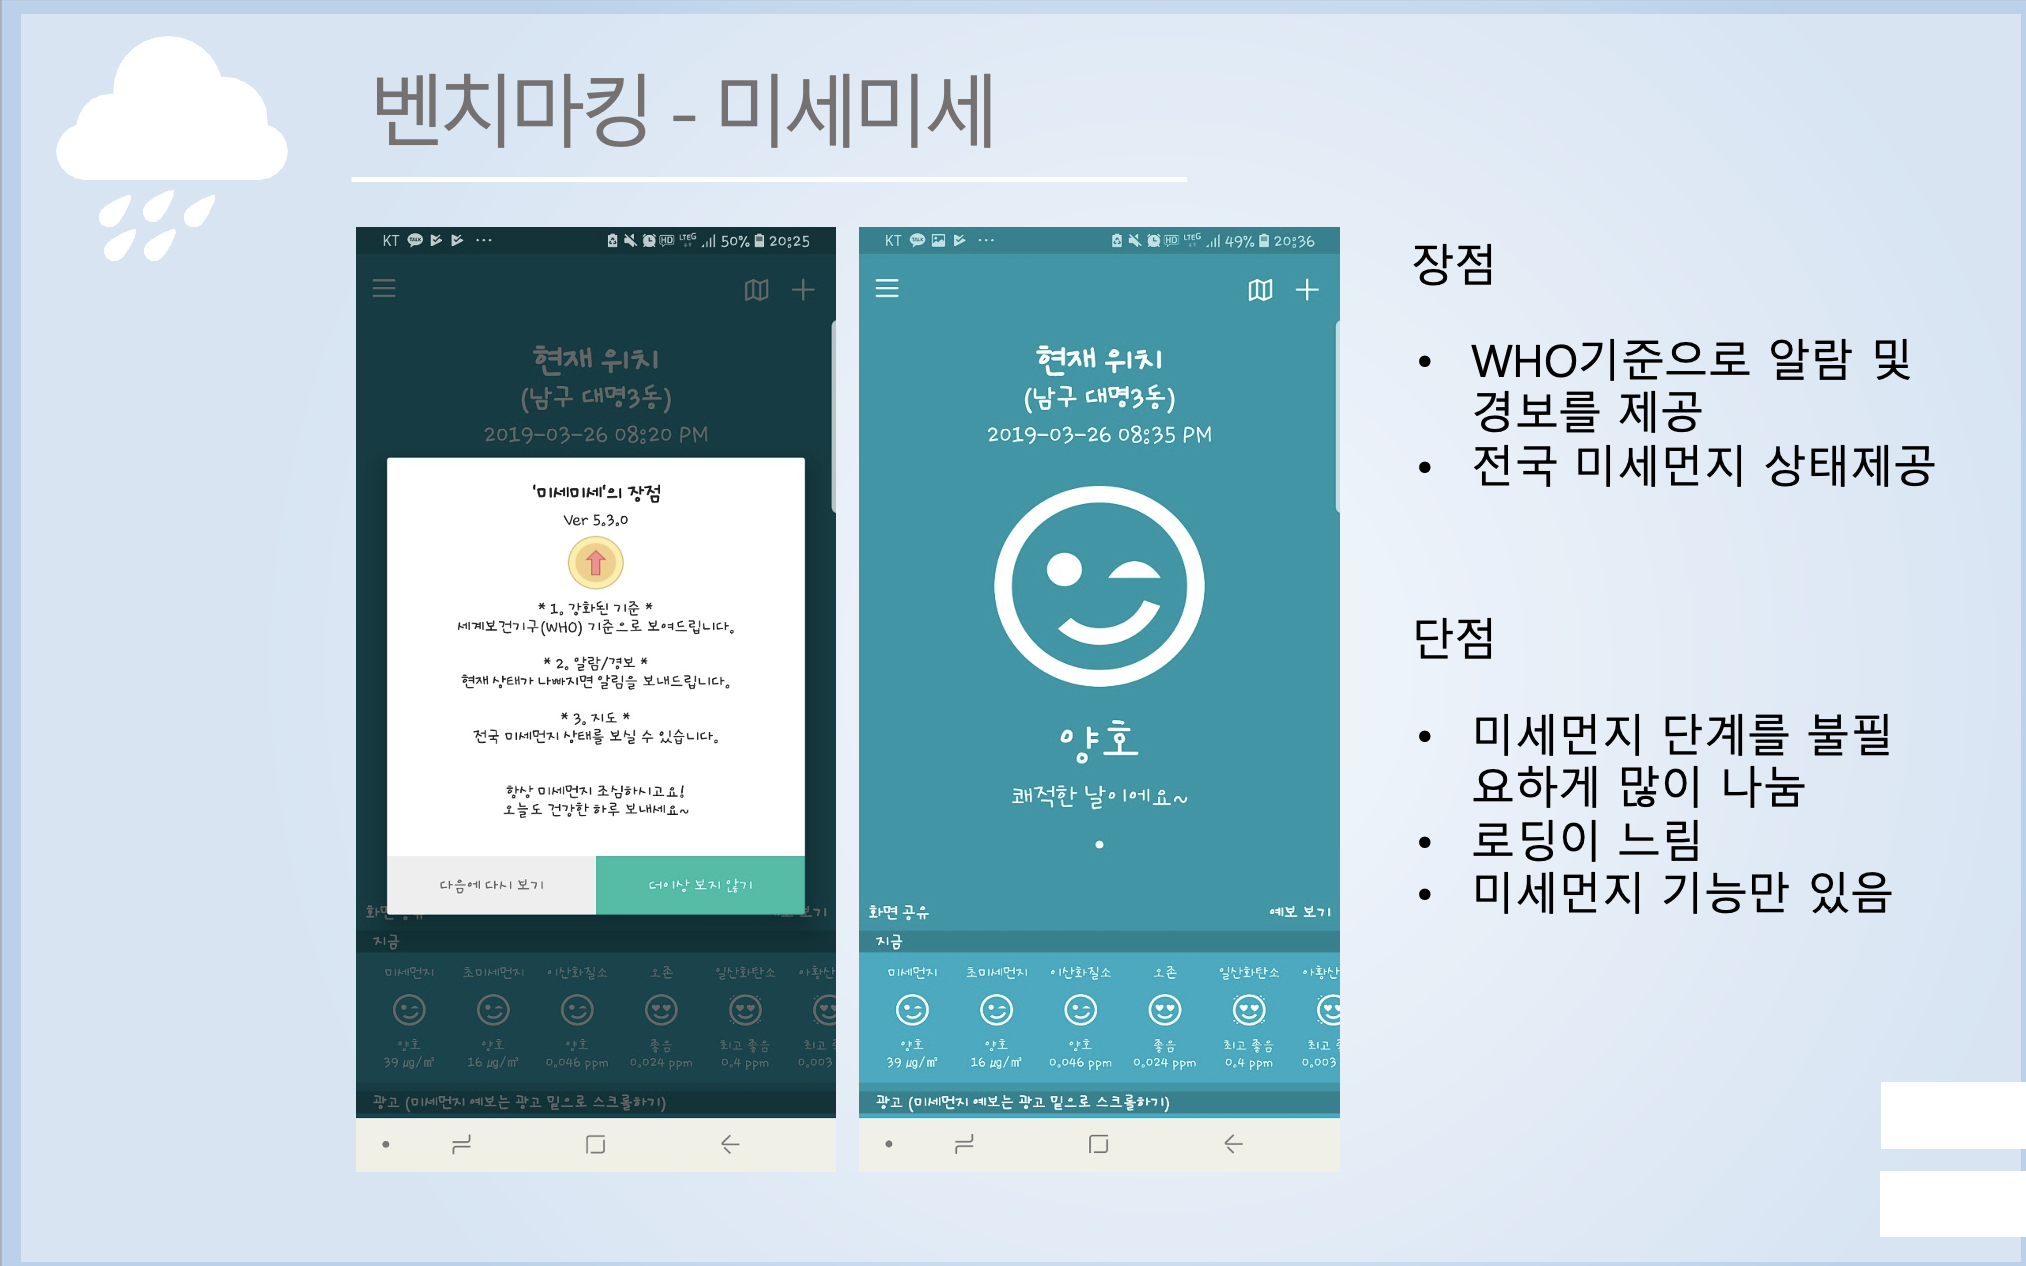 벤치마킹 - 미세미세
KT 50% 20:25
현재 위치
(남구 대명3동)
2019-03-26 08:20 PM
'미세미세'의 장점
Ver 5.3.0
* 1. 강화된 기준 *
세계보건기구(WHO) 기준으로 보여드립니다.
* 2. 알람/경보 *
현재 상태가 나빠지면 알림을 보내드립니다.
* 3. 지도 *
전국 미세먼지 상태를 보실 수 있습니다.
항상 미세먼지 조심하시고요!
오늘도 건강한 하루 보내세요~
다음에 다시 보기 더이상 보지 않기
지금
미세먼지 초미세먼지 이산화질소 오존 일산화탄소 아황산
양호 양호 양호 좋음 최고 좋음 최고
39 μg/㎥ 16 μg/㎥ 0.046 ppm 0.024 ppm 0.4 ppm 0.003
광고 (미세먼지 예보는 광고 밑으로 스크롤하기)
KT 49% 20:36
현재 위치
(남구 대명3동)
2019-03-26 08:35 PM
양호
쾌적한 날이에요~
화면 공유 예보 보기
지금
미세먼지 초미세먼지 이산화질소 오존 일산화탄소 아황산
양호 양호 양호 좋음 최고 좋음 최고
39 μg/㎥ 16 μg/㎥ 0.046 ppm 0.024 ppm 0.4 ppm 0.003
광고 (미세먼지 예보는 광고 밑으로 스크롤하기)
장점
• WHO기준으로 알람 및
경보를 제공
• 전국 미세먼지 상태제공
단점
• 미세먼지 단계를 불필
요하게 많이 나눔
• 로딩이 느림
• 미세먼지 기능만 있음